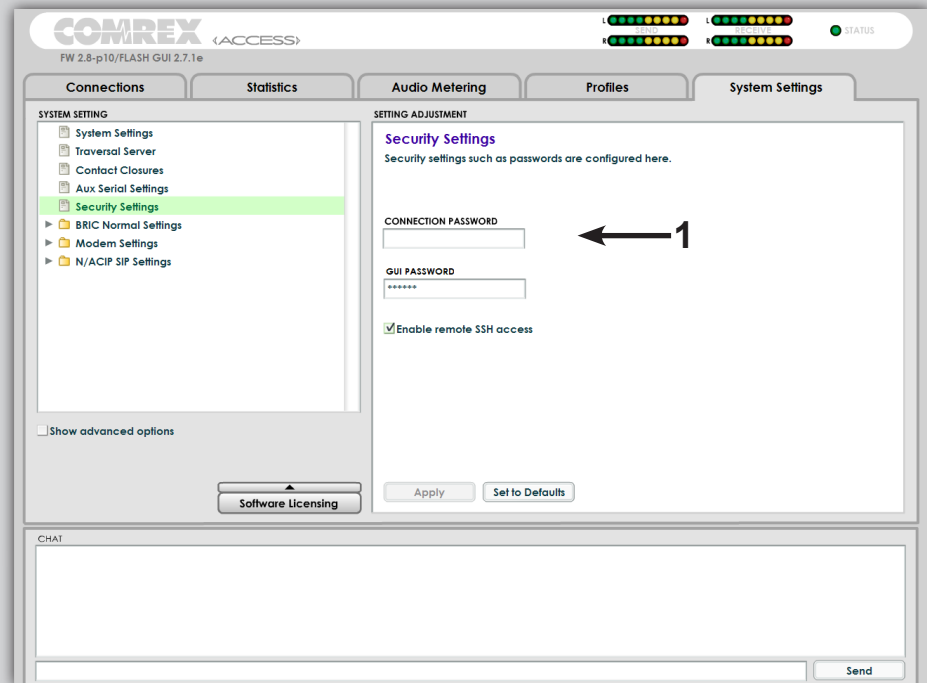 COMREX ⟨ACCESS⟩
L SEND R
L RECEIVE R
STATUS
FW 2.8-p10/FLASH GUI 2.7.1e
Connections
Statistics
Audio Metering
Profiles
System Settings
SYSTEM SETTING
System Settings
Traversal Server
Contact Closures
Aux Serial Settings
Security Settings
BRIC Normal Settings
Modem Settings
N/ACIP SIP Settings
Show advanced options
Software Licensing
SETTING ADJUSTMENT
Security Settings
Security settings such as passwords are configured here.
CONNECTION PASSWORD
1
GUI PASSWORD
******
Enable remote SSH access
Apply
Set to Defaults
CHAT
Send